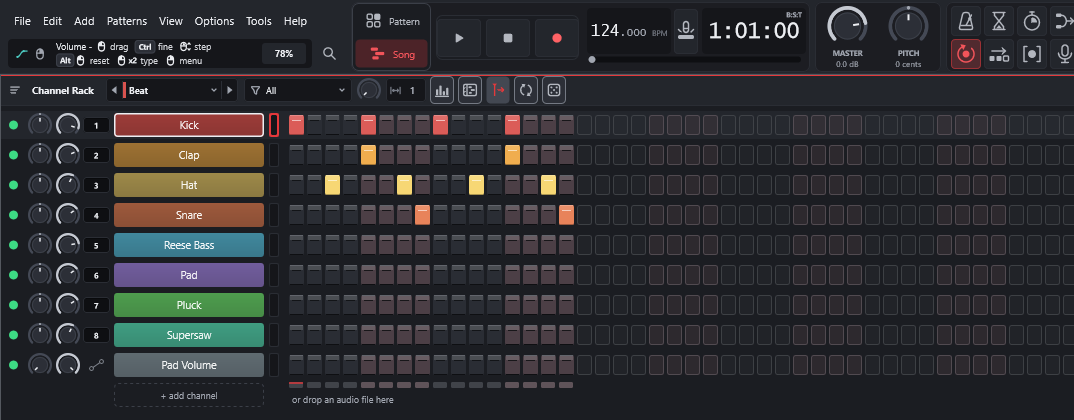 File Edit Add Patterns View Options Tools Help
Volume - drag Ctrl fine step
Alt reset x2 type menu
78%
Pattern
Song
124.000 BPM
B:S:T
1:01:00
MASTER
0.0 dB
PITCH
0 cents
Channel Rack
Beat
All
1
1 Kick
2 Clap
3 Hat
4 Snare
5 Reese Bass
6 Pad
7 Pluck
8 Supersaw
Pad Volume
+ add channel
or drop an audio file here